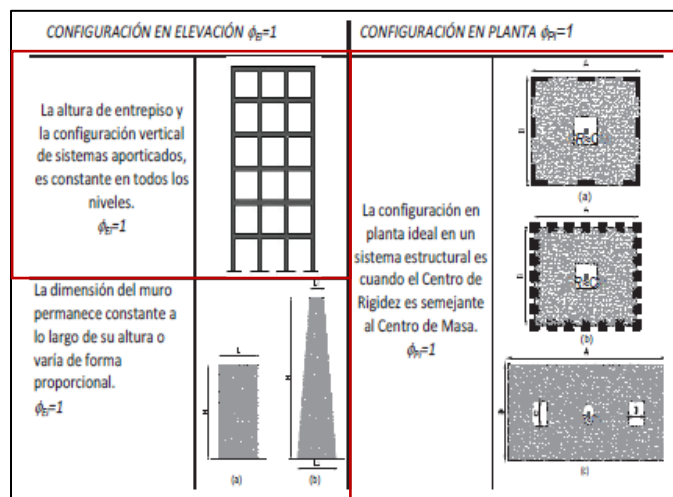 CONFIGURACIÓN EN ELEVACIÓN ϕEi=1
CONFIGURACIÓN EN PLANTA ϕPi=1
La altura de entrepiso y
la configuración vertical
de sistemas aporticados,
es constante en todos los
niveles.
ϕEi=1
La dimensión del muro
permanece constante a
lo largo de su altura o
varía de forma
proporcional.
ϕEi=1
L
H
(a)
H
(b)
La configuración en
planta ideal en un
sistema estructural es
cuando el Centro de
Rigidez es semejante
al Centro de Masa.
ϕPi=1
A
B
(a)
A
B
(b)
A
B
(c)